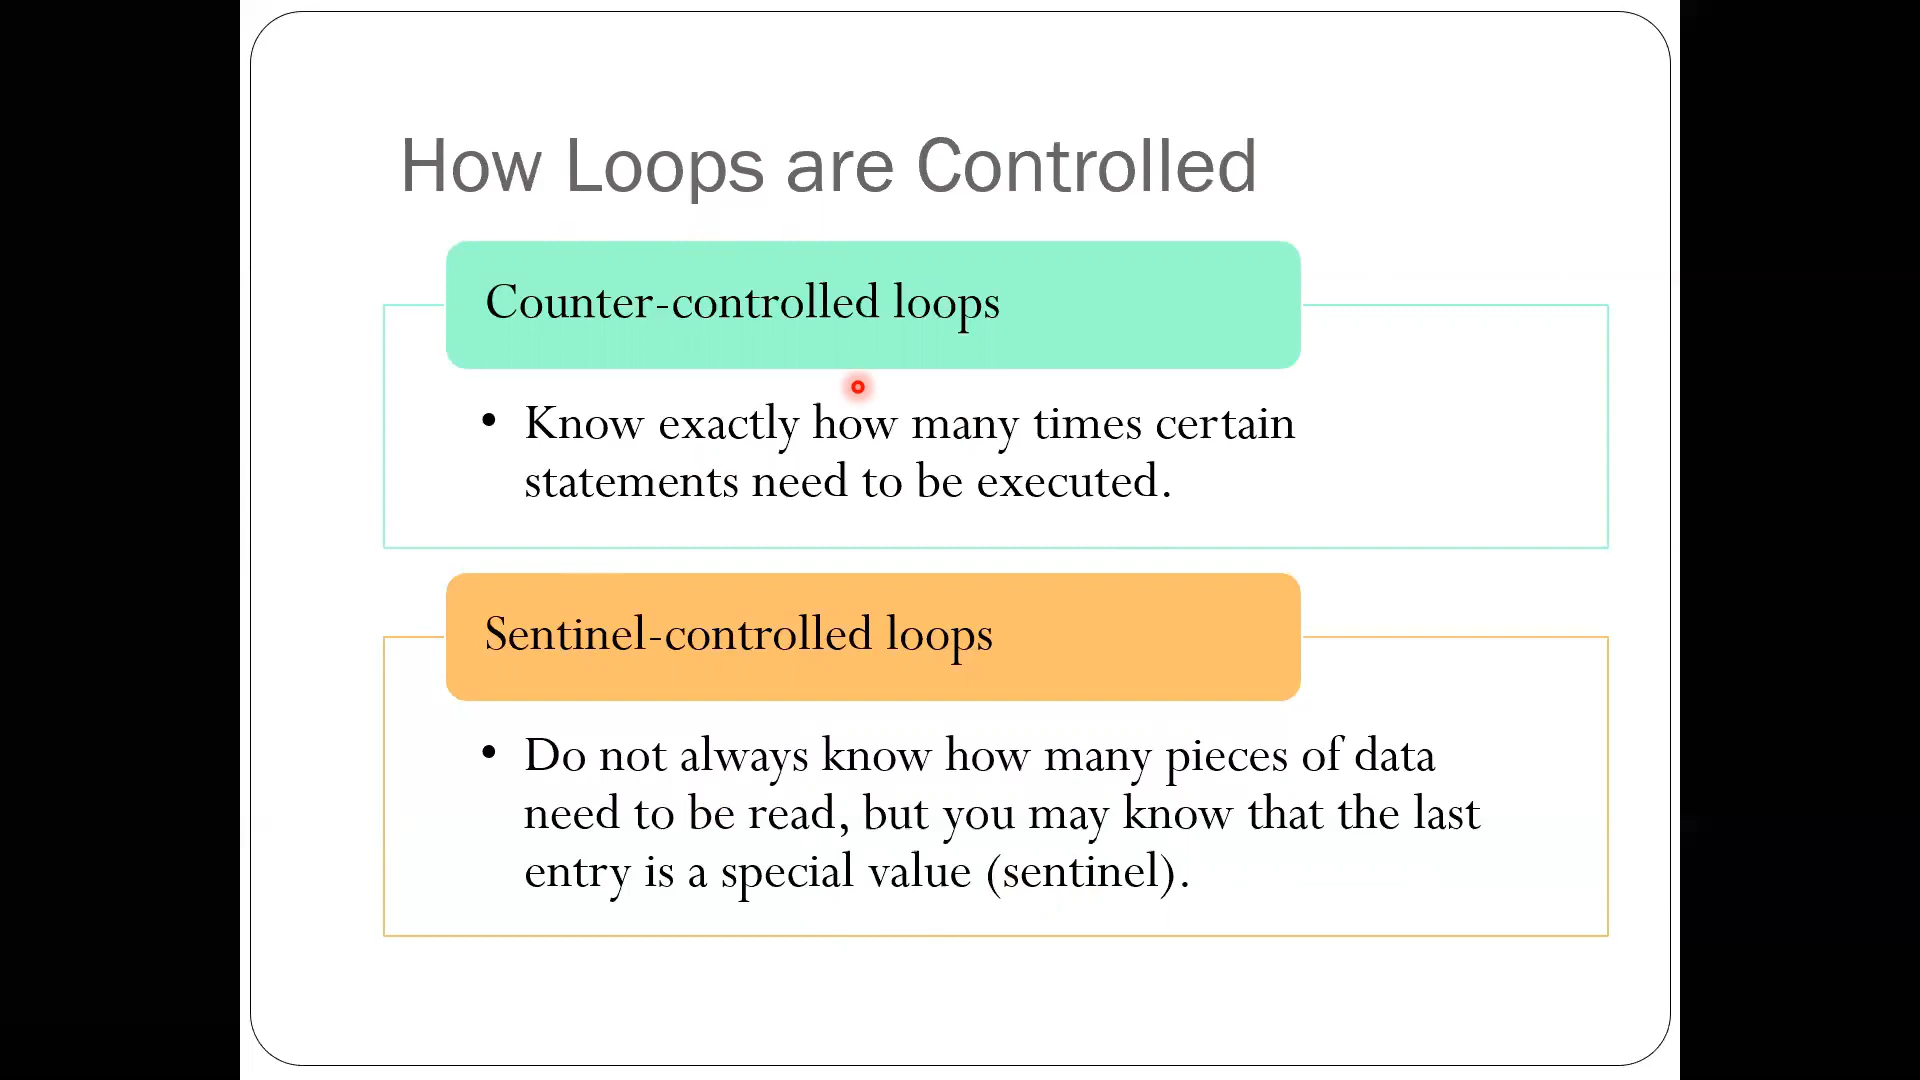 How Loops are Controlled
Counter-controlled loops
• Know exactly how many times certain
statements need to be executed.
Sentinel-controlled loops
• Do not always know how many pieces of data
need to be read, but you may know that the last
entry is a special value (sentinel).